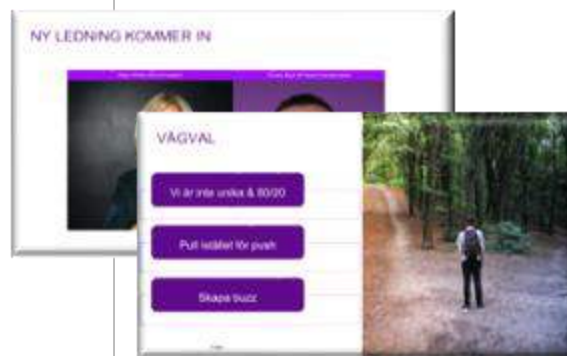 NY LEDNING KOMMER IN
VÄGVAL
Vi är inte unika & 80/20
Pull istället för push
Skapa buzz